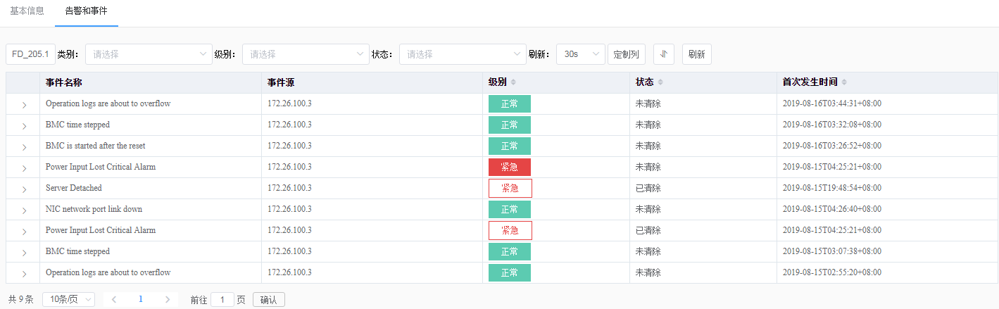 基本信息 告警和事件
FD_205.1 类别： 请选择 级别： 请选择 状态： 请选择 刷新： 30s 定制列 刷新
事件名称 事件源 级别 状态 首次发生时间
Operation logs are about to overflow 172.26.100.3 正常 未清除 2019-08-16T03:44:31+08:00
BMC time stepped 172.26.100.3 正常 未清除 2019-08-16T03:32:08+08:00
BMC is started after the reset 172.26.100.3 正常 未清除 2019-08-16T03:26:52+08:00
Power Input Lost Critical Alarm 172.26.100.3 紧急 未清除 2019-08-15T04:25:21+08:00
Server Detached 172.26.100.3 紧急 已清除 2019-08-15T19:48:54+08:00
NIC network port link down 172.26.100.3 正常 未清除 2019-08-15T04:26:40+08:00
Power Input Lost Critical Alarm 172.26.100.3 紧急 已清除 2019-08-15T04:25:21+08:00
BMC time stepped 172.26.100.3 正常 未清除 2019-08-15T03:07:38+08:00
Operation logs are about to overflow 172.26.100.3 正常 未清除 2019-08-15T02:55:20+08:00
共 9 条 10条/页 1 前往 1 页 确认